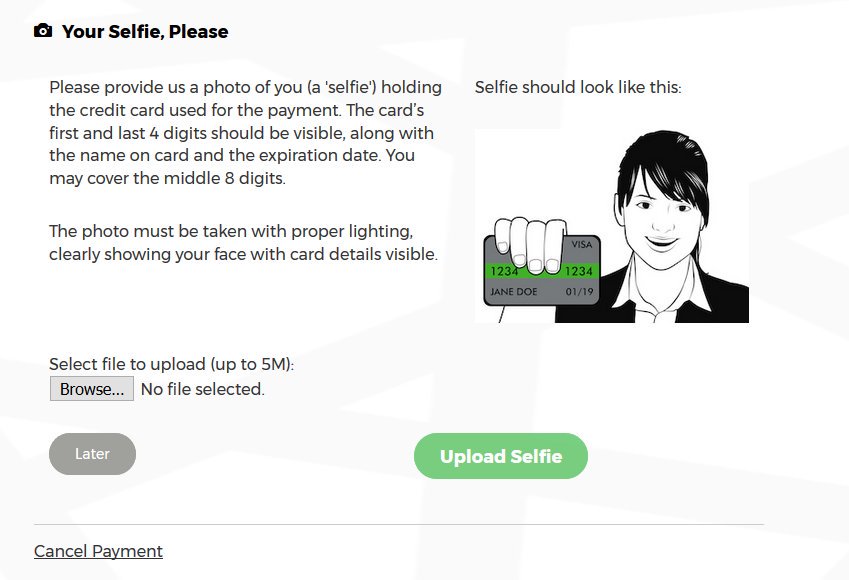 Your Selfie, Please
Please provide us a photo of you (a 'selfie') holding
the credit card used for the payment. The card’s
first and last 4 digits should be visible, along with
the name on card and the expiration date. You
may cover the middle 8 digits.
The photo must be taken with proper lighting,
clearly showing your face with card details visible.
Selfie should look like this:
VISA
1234 1234
JANE DOE 01/19
Select file to upload (up to 5M):
Browse... No file selected.
Later
Upload Selfie
Cancel Payment